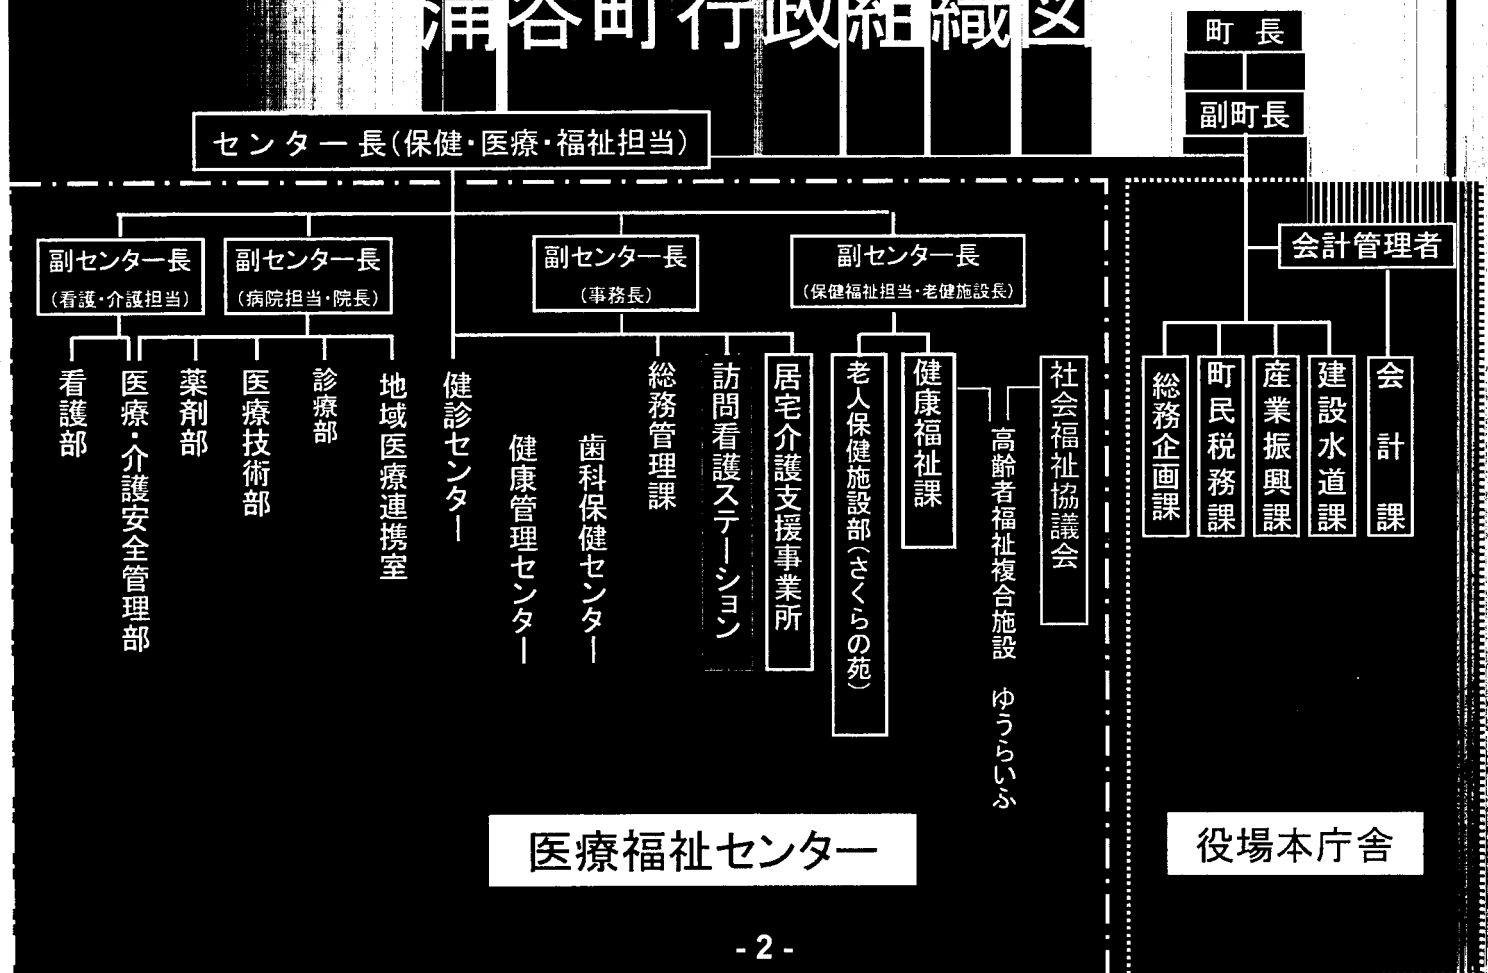 涌谷町行政組織図
町長
副町長
センター長(保健・医療・福祉担当)
副センター長
(看護・介護担当)
副センター長
(病院担当・院長)
副センター長
(事務長)
副センター長
(保健福祉担当・老健施設長)
会計管理者
看護部
医療・介護安全管理部
薬剤部
医療技術部
診療部
地域医療連携室
健診センター
健康管理センター
歯科保健センター
総務管理課
訪問看護ステーション
居宅介護支援事業所
老人保健施設部(さくらの苑)
健康福祉課
高齢者福祉複合施設 ゆうらいふ
社会福祉協議会
総務企画課
町民税務課
産業振興課
建設水道課
会計課
医療福祉センター
役場本庁舎
- 2 -